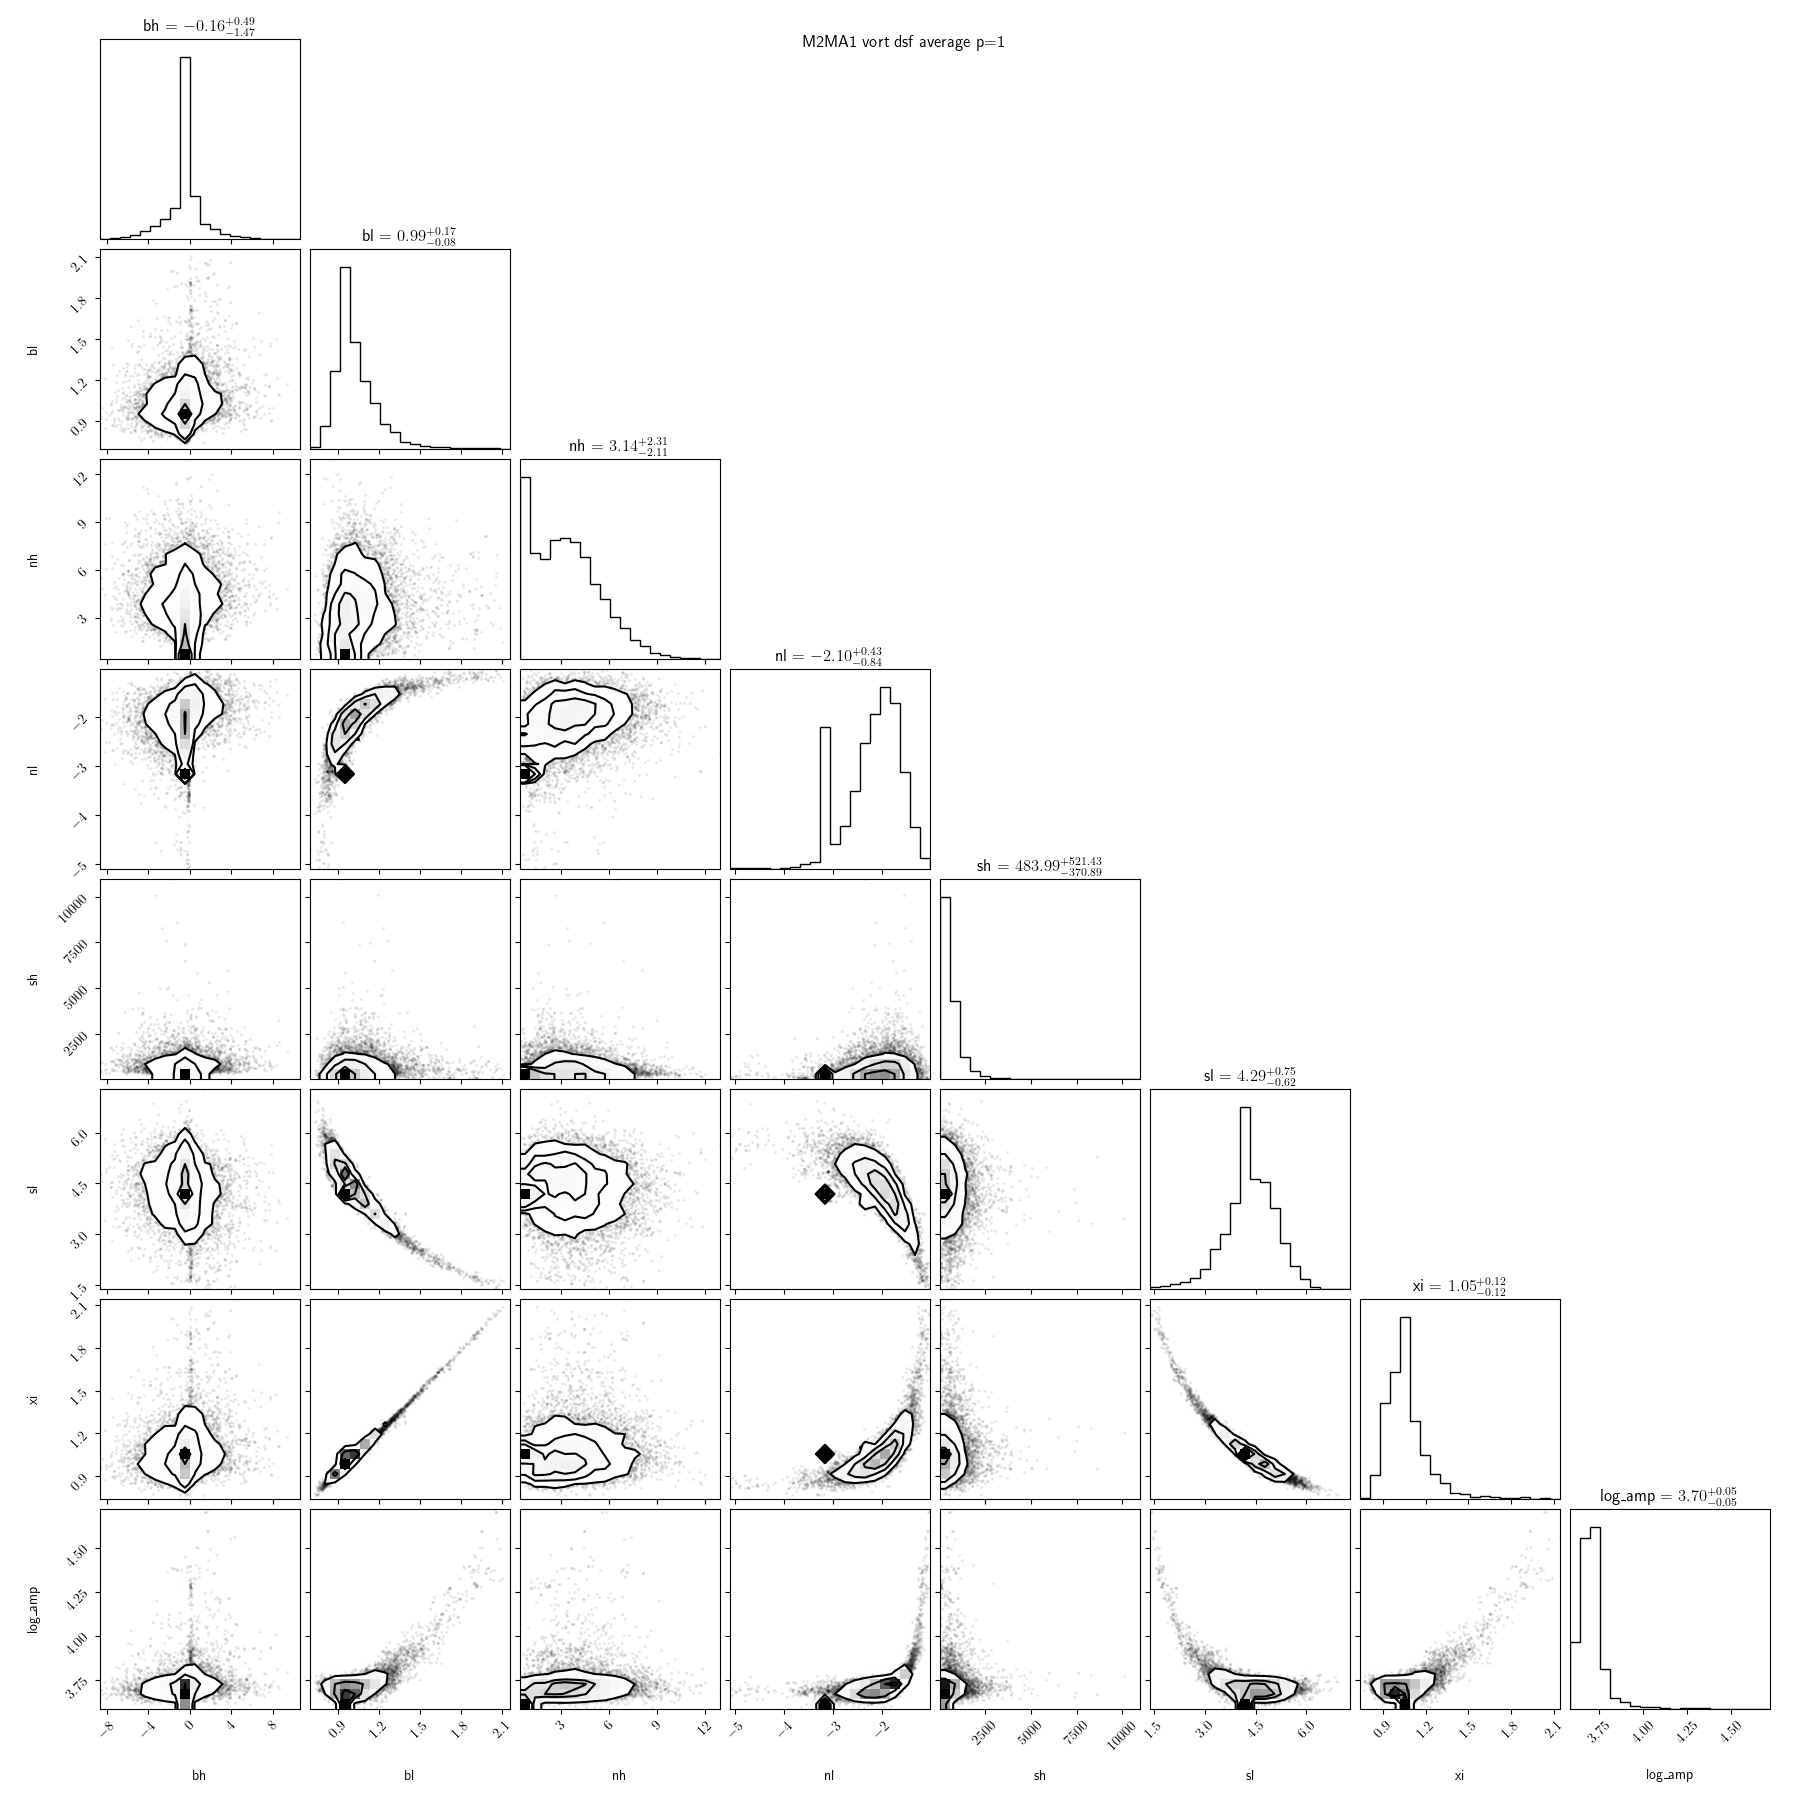 bh = −0.16 +0.49 −1.47
M2MA1 vort dsf average p=1
bl = 0.99 +0.17 −0.08
2.1
1.8
1.5
1.2
0.9
bl
nh = 3.14 +2.31 −2.11
12
9
6
3
nh
nl = −2.10 +0.43 −0.84
−2
−3
−4
−5
nl
sh = 483.99 +521.43 −370.89
10000
7500
5000
2500
sh
sl = 4.29 +0.75 −0.62
6.0
4.5
3.0
1.5
sl
xi = 1.05 +0.12 −0.12
2.1
1.8
1.5
1.2
0.9
xi
log_amp = 3.70 +0.05 −0.05
4.50
4.25
4.00
3.75
log_amp
−8 −4 0 4 8
0.9 1.2 1.5 1.8 2.1
3 6 9 12
−5 −4 −3 −2
2500 5000 7500 10000
1.5 3.0 4.5 6.0
0.9 1.2 1.5 1.8 2.1
3.75 4.00 4.25 4.50
bh bl nh nl sh sl xi log_amp